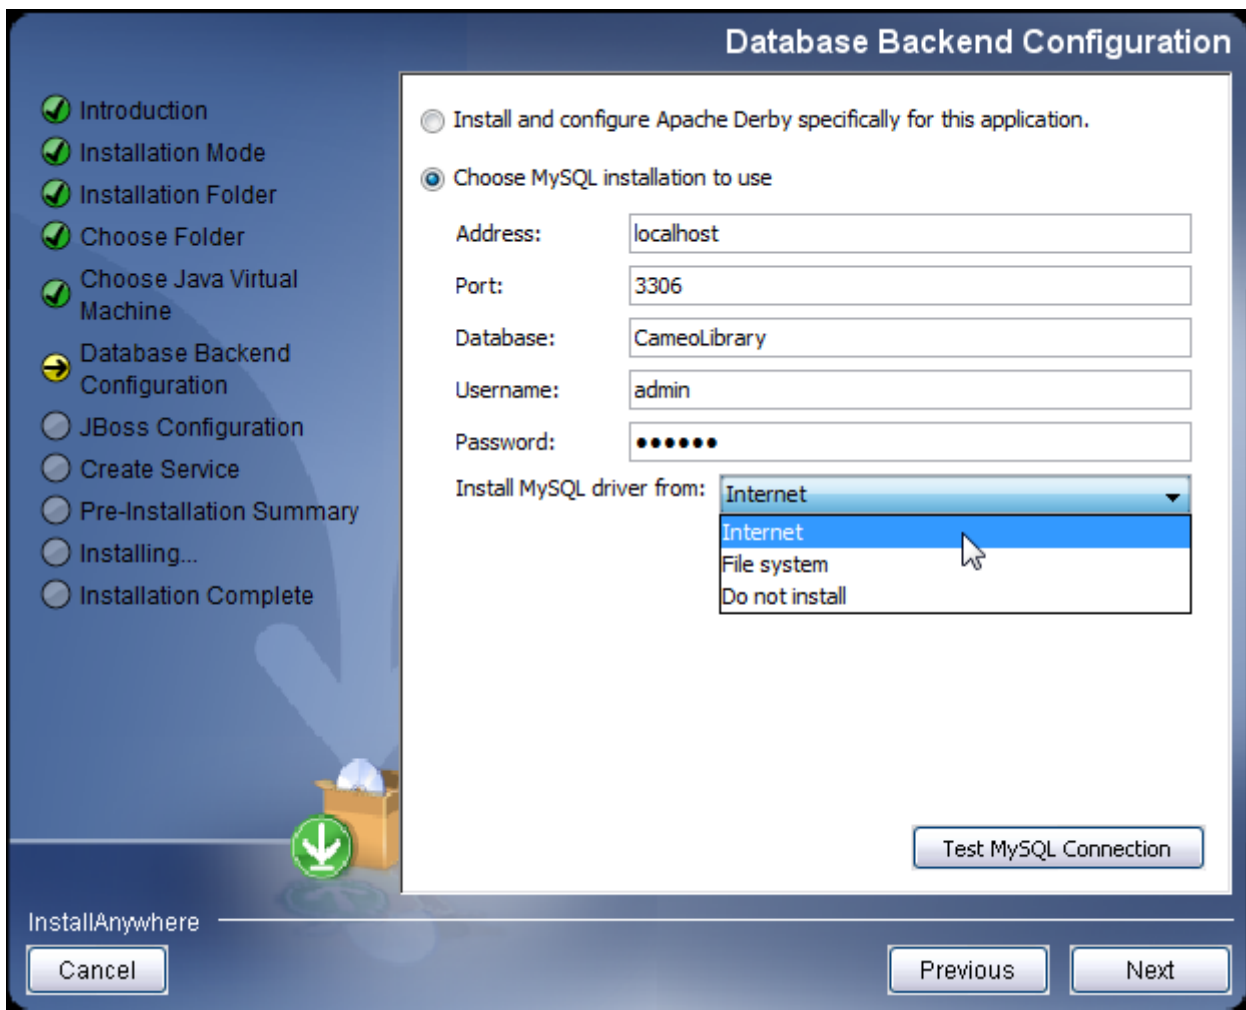 Database Backend Configuration
Introduction
Installation Mode
Installation Folder
Choose Folder
Choose Java Virtual
Machine
Database Backend
Configuration
JBoss Configuration
Create Service
Pre-Installation Summary
Installing...
Installation Complete
Install and configure Apache Derby specifically for this application.
Choose MySQL installation to use
Address: localhost
Port: 3306
Database: CameoLibrary
Username: admin
Password: ••••••
Install MySQL driver from: Internet
Internet
File system
Do not install
Test MySQL Connection
InstallAnywhere
Cancel
Previous
Next